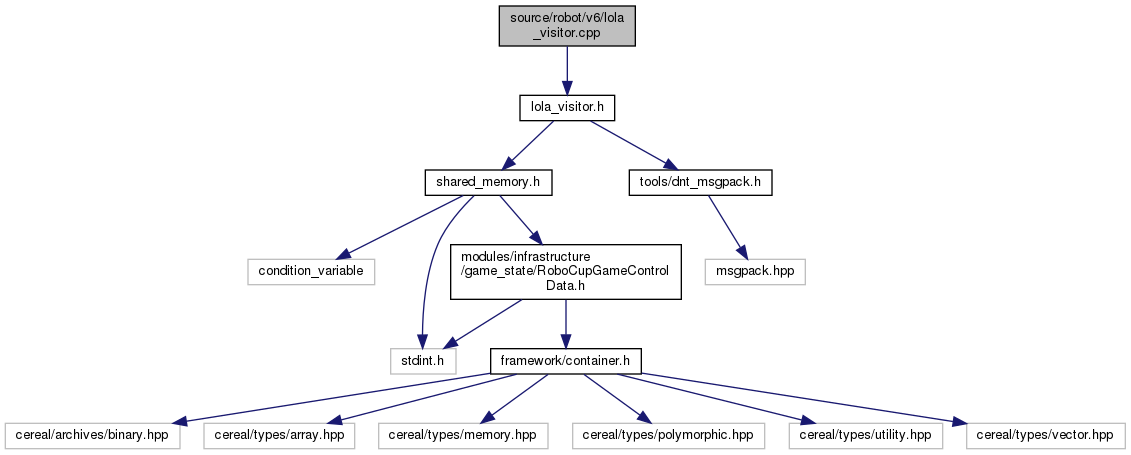 source/robot/v6/lola
_visitor.cpp
lola_visitor.h
shared_memory.h
tools/dnt_msgpack.h
condition_variable
modules/infrastructure
/game_state/RoboCupGameControl
Data.h
msgpack.hpp
stdint.h
framework/container.h
cereal/archives/binary.hpp
cereal/types/array.hpp
cereal/types/memory.hpp
cereal/types/polymorphic.hpp
cereal/types/utility.hpp
cereal/types/vector.hpp